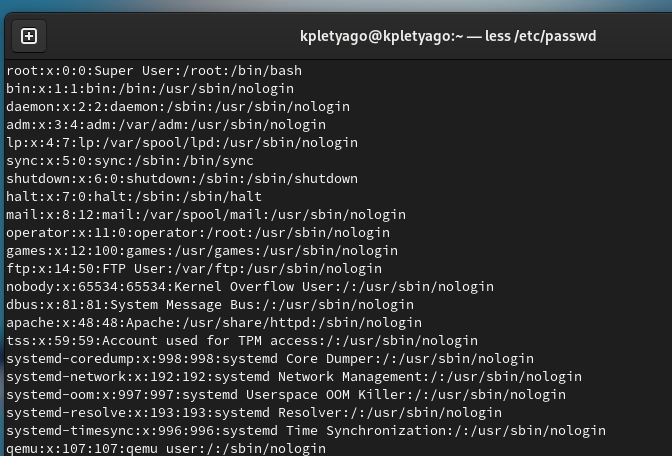 kpletyago@kpletyago:~ — less /etc/passwd
root:x:0:0:Super User:/root:/bin/bash
bin:x:1:1:bin:/bin:/usr/sbin/nologin
daemon:x:2:2:daemon:/sbin:/usr/sbin/nologin
adm:x:3:4:adm:/var/adm:/usr/sbin/nologin
lp:x:4:7:lp:/var/spool/lpd:/usr/sbin/nologin
sync:x:5:0:sync:/sbin:/bin/sync
shutdown:x:6:0:shutdown:/sbin:/sbin/shutdown
halt:x:7:0:halt:/sbin:/sbin/halt
mail:x:8:12:mail:/var/spool/mail:/usr/sbin/nologin
operator:x:11:0:operator:/root:/usr/sbin/nologin
games:x:12:100:games:/usr/games:/usr/sbin/nologin
ftp:x:14:50:FTP User:/var/ftp:/usr/sbin/nologin
nobody:x:65534:65534:Kernel Overflow User:/:/usr/sbin/nologin
dbus:x:81:81:System Message Bus:/:/usr/sbin/nologin
apache:x:48:48:Apache:/usr/share/httpd:/sbin/nologin
tss:x:59:59:Account used for TPM access:/:/usr/sbin/nologin
systemd-coredump:x:998:998:systemd Core Dumper:/:/usr/sbin/nologin
systemd-network:x:192:192:systemd Network Management:/:/usr/sbin/nologin
systemd-oom:x:997:997:systemd Userspace OOM Killer:/:/usr/sbin/nologin
systemd-resolve:x:193:193:systemd Resolver:/:/usr/sbin/nologin
systemd-timesync:x:996:996:systemd Time Synchronization:/:/usr/sbin/nologin
qemu:x:107:107:qemu user:/:/sbin/nologin